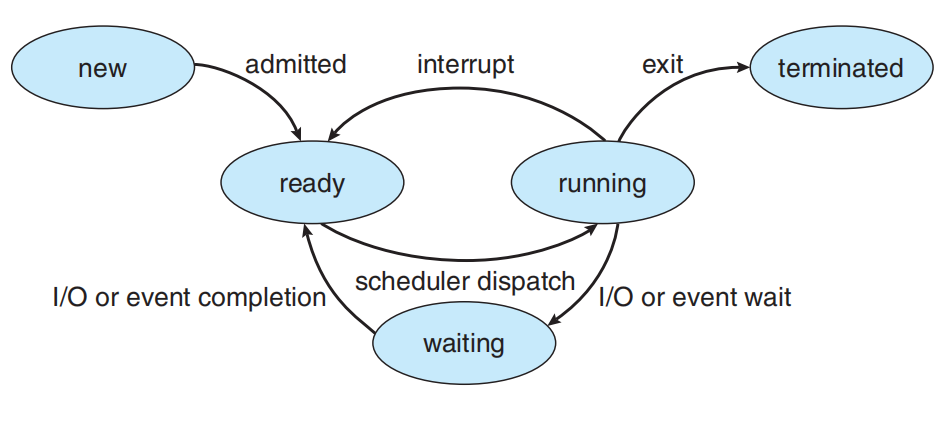 new
admitted
interrupt
exit
terminated
ready
running
scheduler dispatch
I/O or event completion
I/O or event wait
waiting